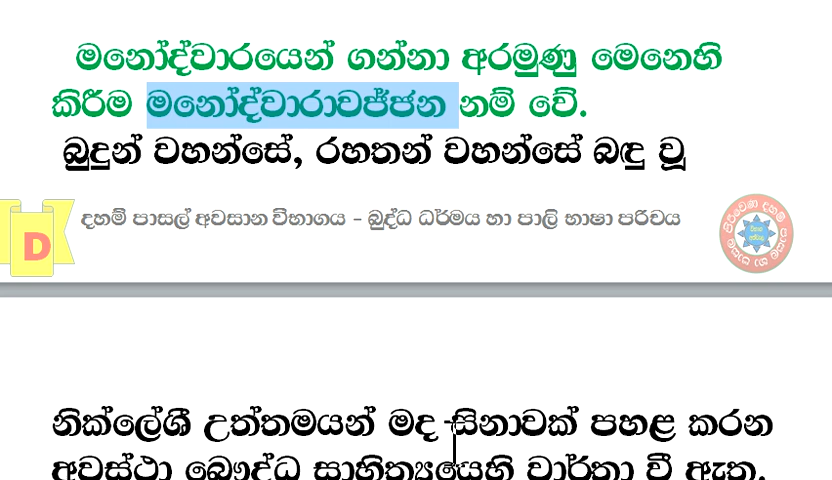 මනෝද්වාරයෙන් ගන්නා අරමුණු මෙනෙහි
කිරීම මනෝද්වාරාවජ්ජන නම් වේ.
බුදුන් වහන්සේ, රහතන් වහන්සේ බඳු වූ
D
දහම් පාසල් අවසාන විභාගය - බුද්ධ ධර්මය හා පාලි භාෂා පරිචය
නික්ලේශී උත්තමයන් මද සිනාවක් පහළ කරන
අවස්ථා බෞද්ධ සාහිත්‍යයෙහි වාර්තා වී ඇත.